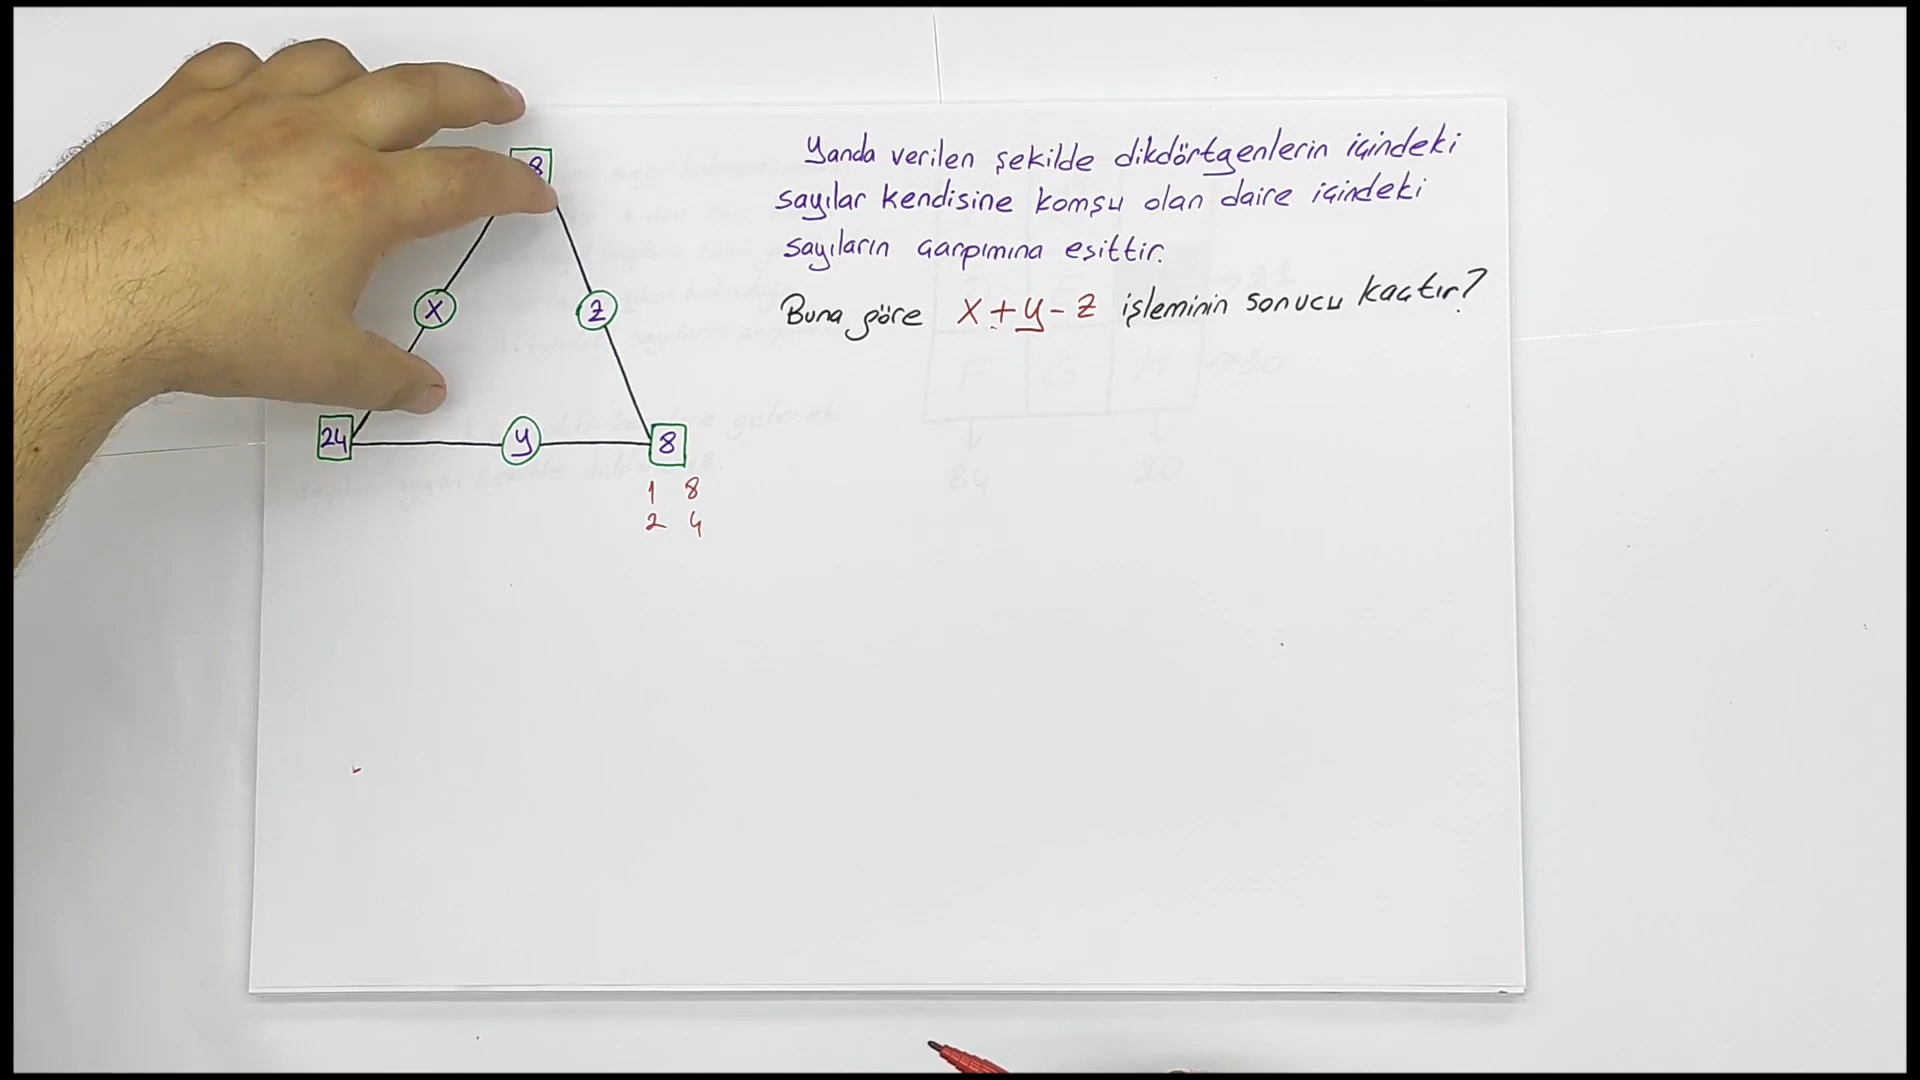 Yanda verilen şekilde dikdörtgenlerin içindeki
sayılar kendisine komşu olan daire içindeki
sayıların çarpımına eşittir.
Buna göre x+y-z işleminin sonucu kaçtır?
8
x
z
24
y
8
1 8
2 4